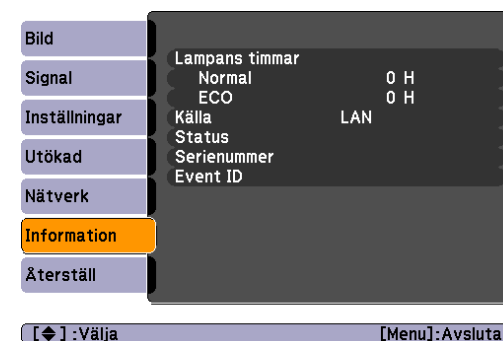 Bild
Signal
Inställningar
Utökad
Nätverk
Information
Återställ
Lampans timmar
Normal 0 H
ECO 0 H
Källa LAN
Status
Serienummer
Event ID
[◆] :Välja [Menu]:Avsluta